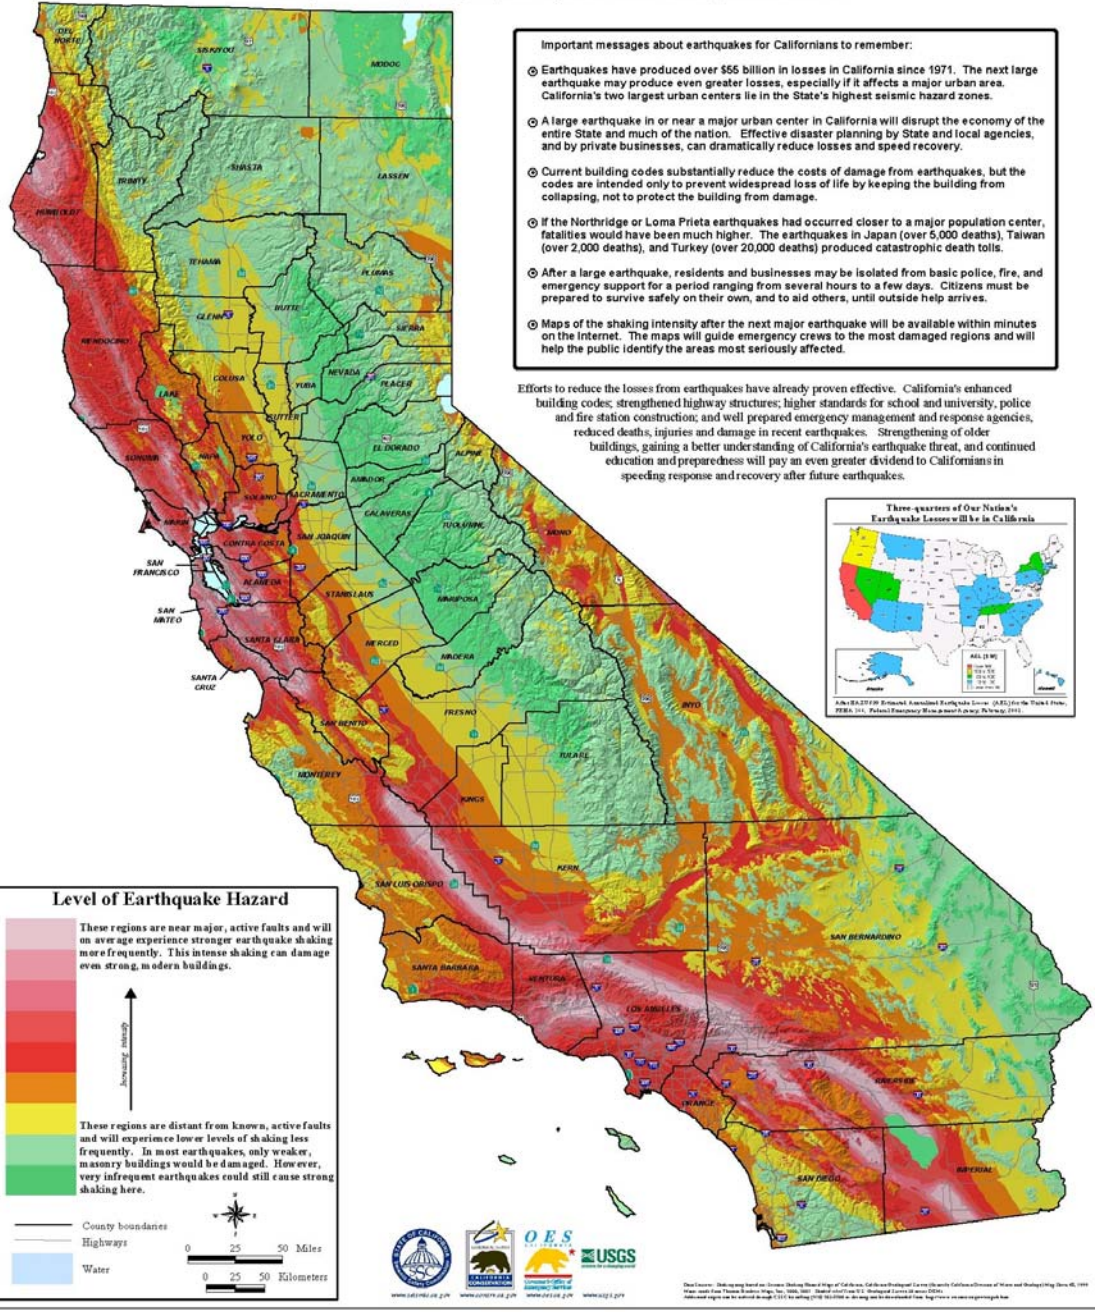 Important messages about earthquakes for Californians to remember:
Earthquakes have produced over $55 billion in losses in California since 1971. The next large
earthquake may produce even greater losses, especially if it affects a major urban area.
California's two largest urban centers lie in the State's highest seismic hazard zones.
A large earthquake in or near a major urban center will disrupt the economy of the
entire State and much of the nation. Effective disaster planning by State and local agencies,
and by private businesses, can dramatically reduce losses and speed recovery.
Current building codes substantially reduce the costs of damage from earthquakes, but the
codes are intended only to prevent widespread loss of life by keeping the building from
collapsing, not to protect the building from damage.
If the Northridge or Loma Prieta earthquakes had occurred closer to a major population center,
fatalities would have been much higher. The earthquakes in Japan (over 5,000 deaths), Taiwan
(over 2,000 deaths), and Turkey (over 20,000 deaths) produced catastrophic death tolls.
After a large earthquake, residents and businesses may be isolated from basic police, fire, and
emergency support for a period ranging from several hours to a few days. Citizens must be
prepared to survive safely on their own, and to aid others, until outside help arrives.
Maps of the shaking intensity after the next major earthquake will be available within minutes
on the Internet. The maps will guide emergency crews to the most damaged regions and will
help the public identify the areas most seriously affected.
Efforts to reduce the losses from earthquakes have already proven effective. California's enhanced
building codes; strengthened highway structures; higher standards for school and university, police
and fire station construction; and well prepared emergency management and response agencies,
reduced deaths, injuries and damage in recent earthquakes. Strengthening of older
buildings, gaining a better understanding of California's earthquake threat, and continued
education and preparedness will pay an even greater dividend to Californians in
speeding response and recovery after future earthquakes.
Three-quarters of Our Nation's
Earthquake Losses will be in California
DEL
NORTE
SISKIYOU
MODOC
HUMBOLDT
TRINITY
SHASTA
LASSEN
TEHAMA
PLUMAS
GLENN
BUTTE
SIERRA
MENDOCINO
LAKE
COLUSA
YUBA
NEVADA
PLACER
SUTTER
YOLO
EL DORADO
ALPINE
SONOMA
NAPA
SOLANO
SACRAMENTO
AMADOR
CALAVERAS
TUOLUMNE
MONO
MARIN
CONTRA COSTA
SAN JOAQUIN
SAN
FRANCISCO
ALAMEDA
STANISLAUS
MARIPOSA
SAN
MATEO
SANTA CLARA
MERCED
MADERA
SANTA
CRUZ
SAN BENITO
FRESNO
INYO
MONTEREY
TULARE
KINGS
SAN LUIS OBISPO
KERN
SAN BERNARDINO
SANTA BARBARA
VENTURA
LOS ANGELES
ORANGE
RIVERSIDE
SAN DIEGO
IMPERIAL
Level of Earthquake Hazard
These regions are near major, active faults and will
on average experience stronger earthquake shaking
more frequently. This intense shaking can damage
even strong, modern buildings.
Increasing intensity
These regions are distant from known, active faults
and will experience lower levels of shaking less
frequently. In most earthquakes, only weaker,
masonry buildings would be damaged. However,
very infrequent earthquakes could still cause strong
shaking here.
County boundaries
Highways
Water
0 25 50 Miles
0 25 50 Kilometers
STATE OF CALIFORNIA
CALIFORNIA
CONSERVATION
OES
CALIFORNIA
USGS